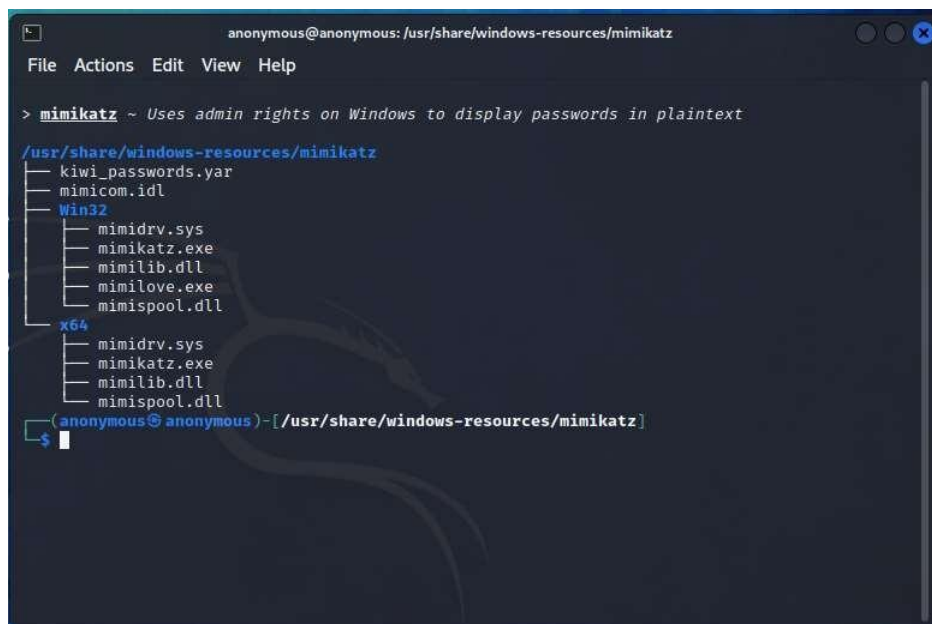 anonymous@anonymous: /usr/share/windows-resources/mimikatz
File Actions Edit View Help
> mimikatz ~ Uses admin rights on Windows to display passwords in plaintext
/usr/share/windows-resources/mimikatz
├── kiwi_passwords.yar
├── mimicom.idl
├── Win32
│   ├── mimidrv.sys
│   ├── mimikatz.exe
│   ├── mimilib.dll
│   ├── mimilove.exe
│   └── mimispool.dll
└── x64
    ├── mimidrv.sys
    ├── mimikatz.exe
    ├── mimilib.dll
    └── mimispool.dll
┌──(anonymous㉿anonymous)-[/usr/share/windows-resources/mimikatz]
└─$